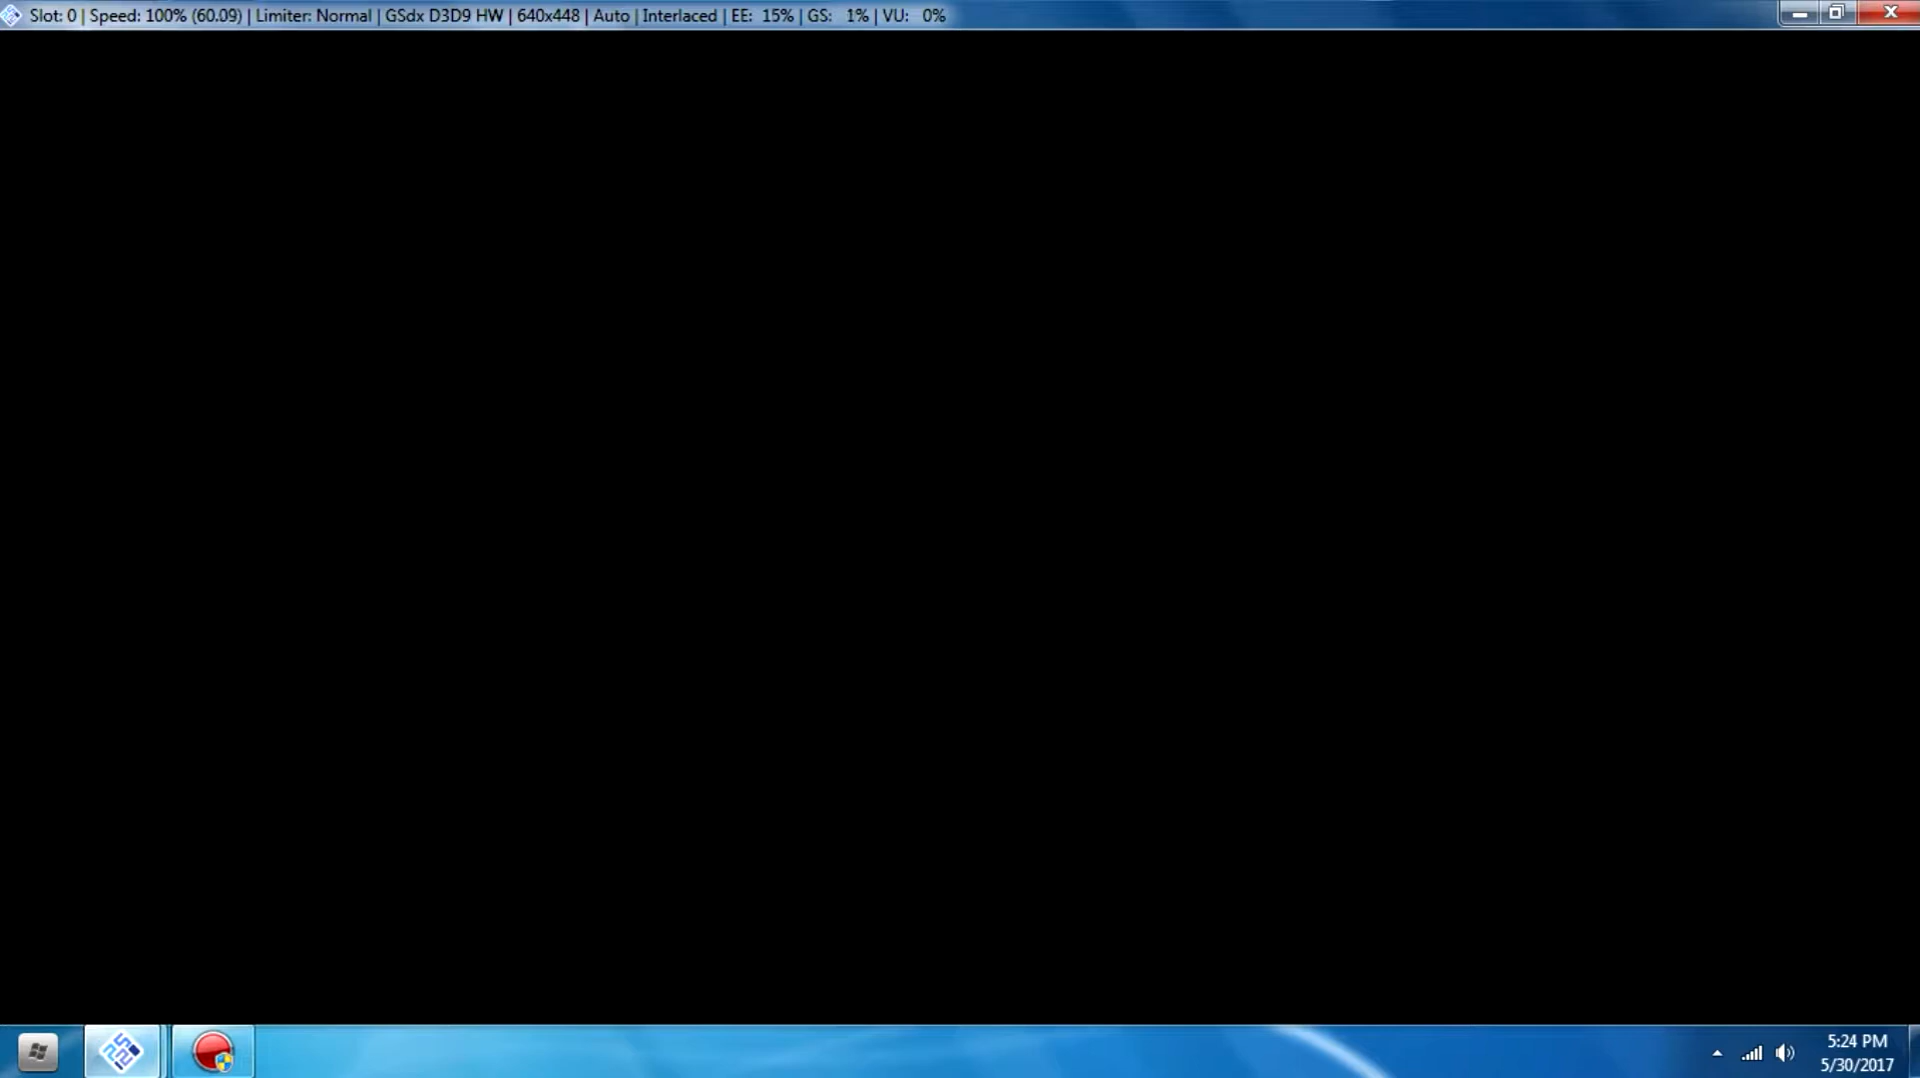 Slot: 0 | Speed: 100% (60.09) | Limiter: Normal | GSdx D3D9 HW | 640x448 | Auto | Interlaced | EE: 15% | GS: 1% | VU: 0%
5:24 PM
5/30/2017